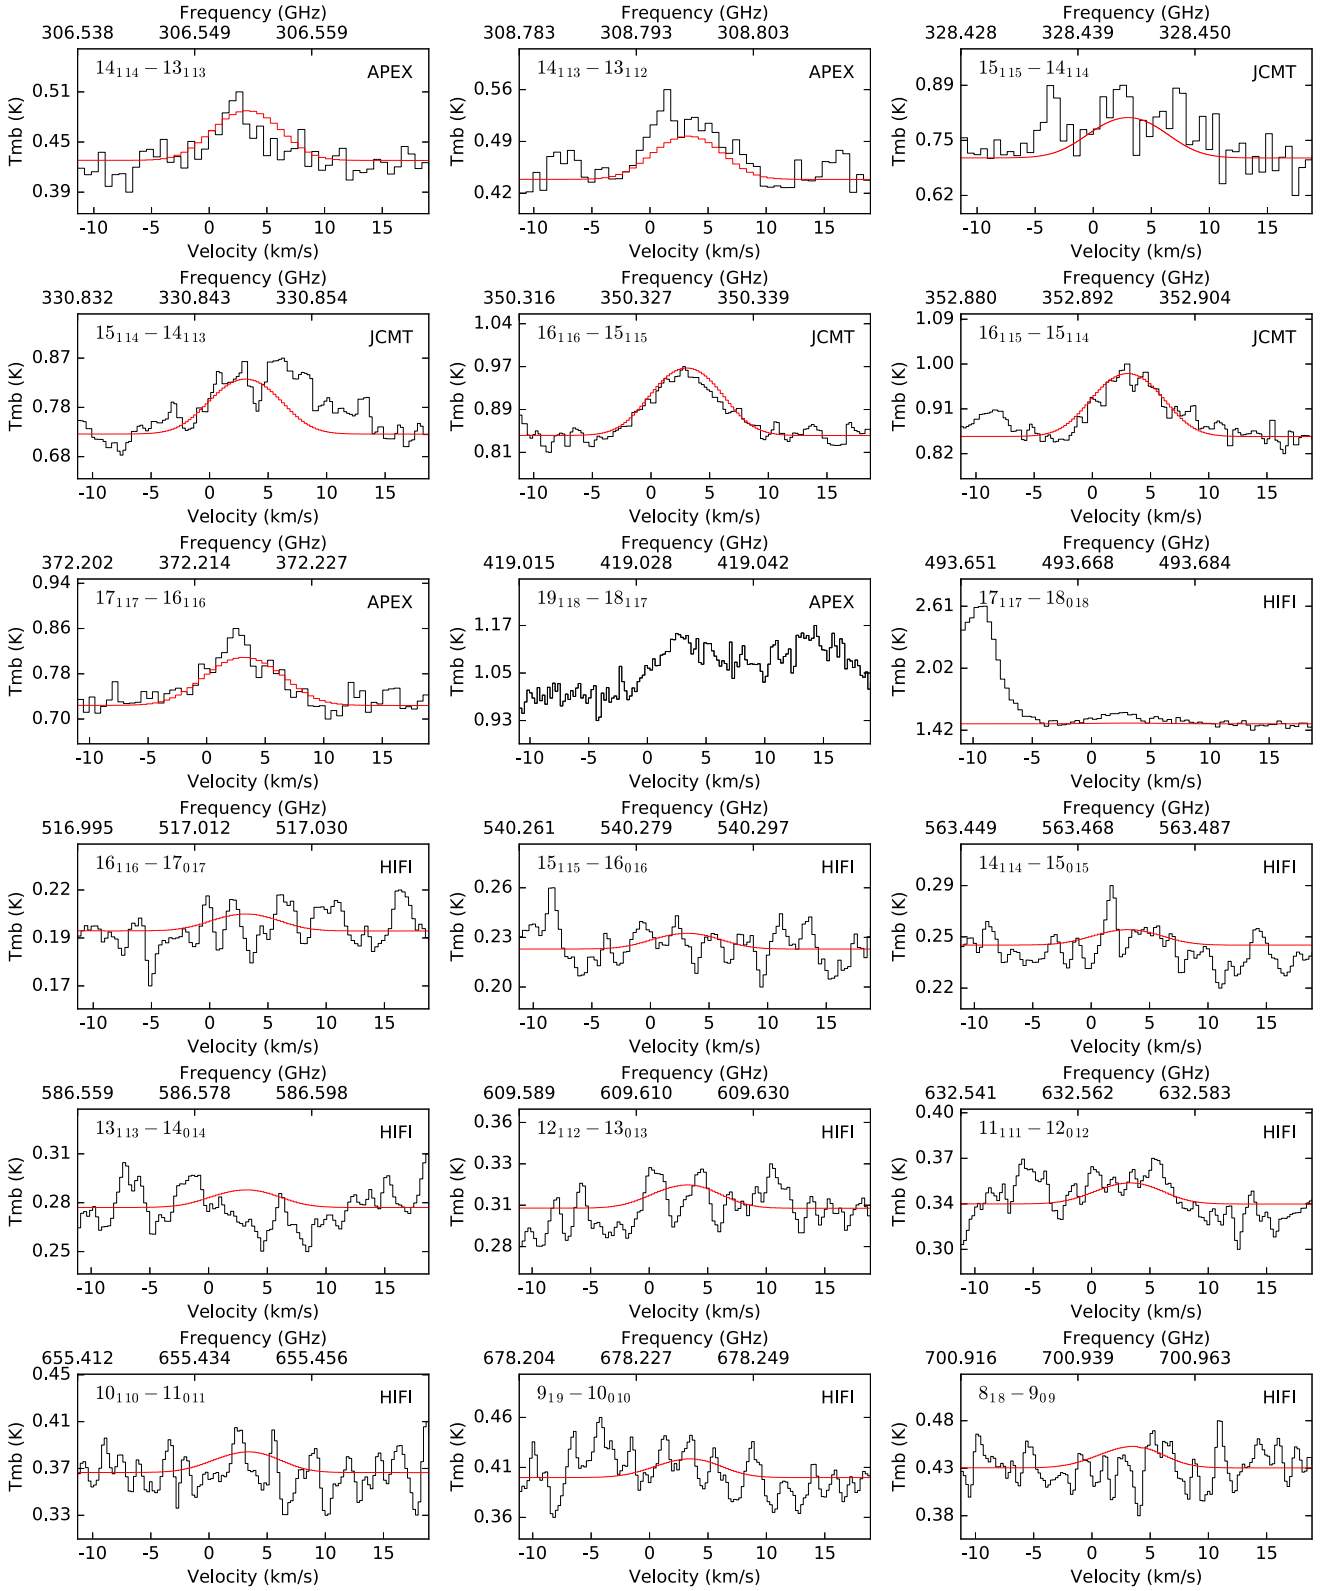 Frequency (GHz) Frequency (GHz) Frequency (GHz)
306.538 306.549 306.559 308.783 308.793 308.803 328.428 328.439 328.450
14₁₁₄ − 13₁₁₃ APEX 14₁₁₃ − 13₁₁₂ APEX 15₁₁₅ − 14₁₁₄ JCMT
Tmb (K) 0.51 0.45 0.39 Tmb (K) 0.56 0.49 0.42 Tmb (K) 0.89 0.75 0.62
-10 -5 0 5 10 15 -10 -5 0 5 10 15 -10 -5 0 5 10 15
Velocity (km/s) Velocity (km/s) Velocity (km/s)
Frequency (GHz) Frequency (GHz) Frequency (GHz)
330.832 330.843 330.854 350.316 350.327 350.339 352.880 352.892 352.904
15₁₁₄ − 14₁₁₃ JCMT 16₁₁₆ − 15₁₁₅ JCMT 16₁₁₅ − 15₁₁₄ JCMT
Tmb (K) 0.87 0.78 0.68 Tmb (K) 1.04 0.97 0.89 0.81 Tmb (K) 1.09 1.00 0.91 0.82
-10 -5 0 5 10 15 -10 -5 0 5 10 15 -10 -5 0 5 10 15
Velocity (km/s) Velocity (km/s) Velocity (km/s)
Frequency (GHz) Frequency (GHz) Frequency (GHz)
372.202 372.214 372.227 419.015 419.028 419.042 493.651 493.668 493.684
17₁₁₇ − 16₁₁₆ APEX 19₁₁₈ − 18₁₁₇ APEX 17₁₁₇ − 18₀₁₈ HIFI
Tmb (K) 0.94 0.86 0.78 0.70 Tmb (K) 1.17 1.05 0.93 Tmb (K) 2.61 2.02 1.42
-10 -5 0 5 10 15 -10 -5 0 5 10 15 -10 -5 0 5 10 15
Velocity (km/s) Velocity (km/s) Velocity (km/s)
Frequency (GHz) Frequency (GHz) Frequency (GHz)
516.995 517.012 517.030 540.261 540.279 540.297 563.449 563.468 563.487
16₁₁₆ − 17₀₁₇ HIFI 15₁₁₅ − 16₀₁₆ HIFI 14₁₁₄ − 15₀₁₅ HIFI
Tmb (K) 0.22 0.19 0.17 Tmb (K) 0.26 0.23 0.20 Tmb (K) 0.29 0.25 0.22
-10 -5 0 5 10 15 -10 -5 0 5 10 15 -10 -5 0 5 10 15
Velocity (km/s) Velocity (km/s) Velocity (km/s)
Frequency (GHz) Frequency (GHz) Frequency (GHz)
586.559 586.578 586.598 609.589 609.610 609.630 632.541 632.562 632.583
13₁₁₃ − 14₀₁₄ HIFI 12₁₁₂ − 13₀₁₃ HIFI 11₁₁₁ − 12₀₁₂ HIFI
Tmb (K) 0.31 0.28 0.25 Tmb (K) 0.36 0.33 0.31 0.28 Tmb (K) 0.40 0.37 0.34 0.30
-10 -5 0 5 10 15 -10 -5 0 5 10 15 -10 -5 0 5 10 15
Velocity (km/s) Velocity (km/s) Velocity (km/s)
Frequency (GHz) Frequency (GHz) Frequency (GHz)
655.412 655.434 655.456 678.204 678.227 678.249 700.916 700.939 700.963
10₁₁₀ − 11₀₁₁ HIFI 9₁₉ − 10₀₁₀ HIFI 8₁₈ − 9₀₉ HIFI
Tmb (K) 0.45 0.41 0.37 0.33 Tmb (K) 0.46 0.41 0.36 Tmb (K) 0.48 0.43 0.38
-10 -5 0 5 10 15 -10 -5 0 5 10 15 -10 -5 0 5 10 15
Velocity (km/s) Velocity (km/s) Velocity (km/s)